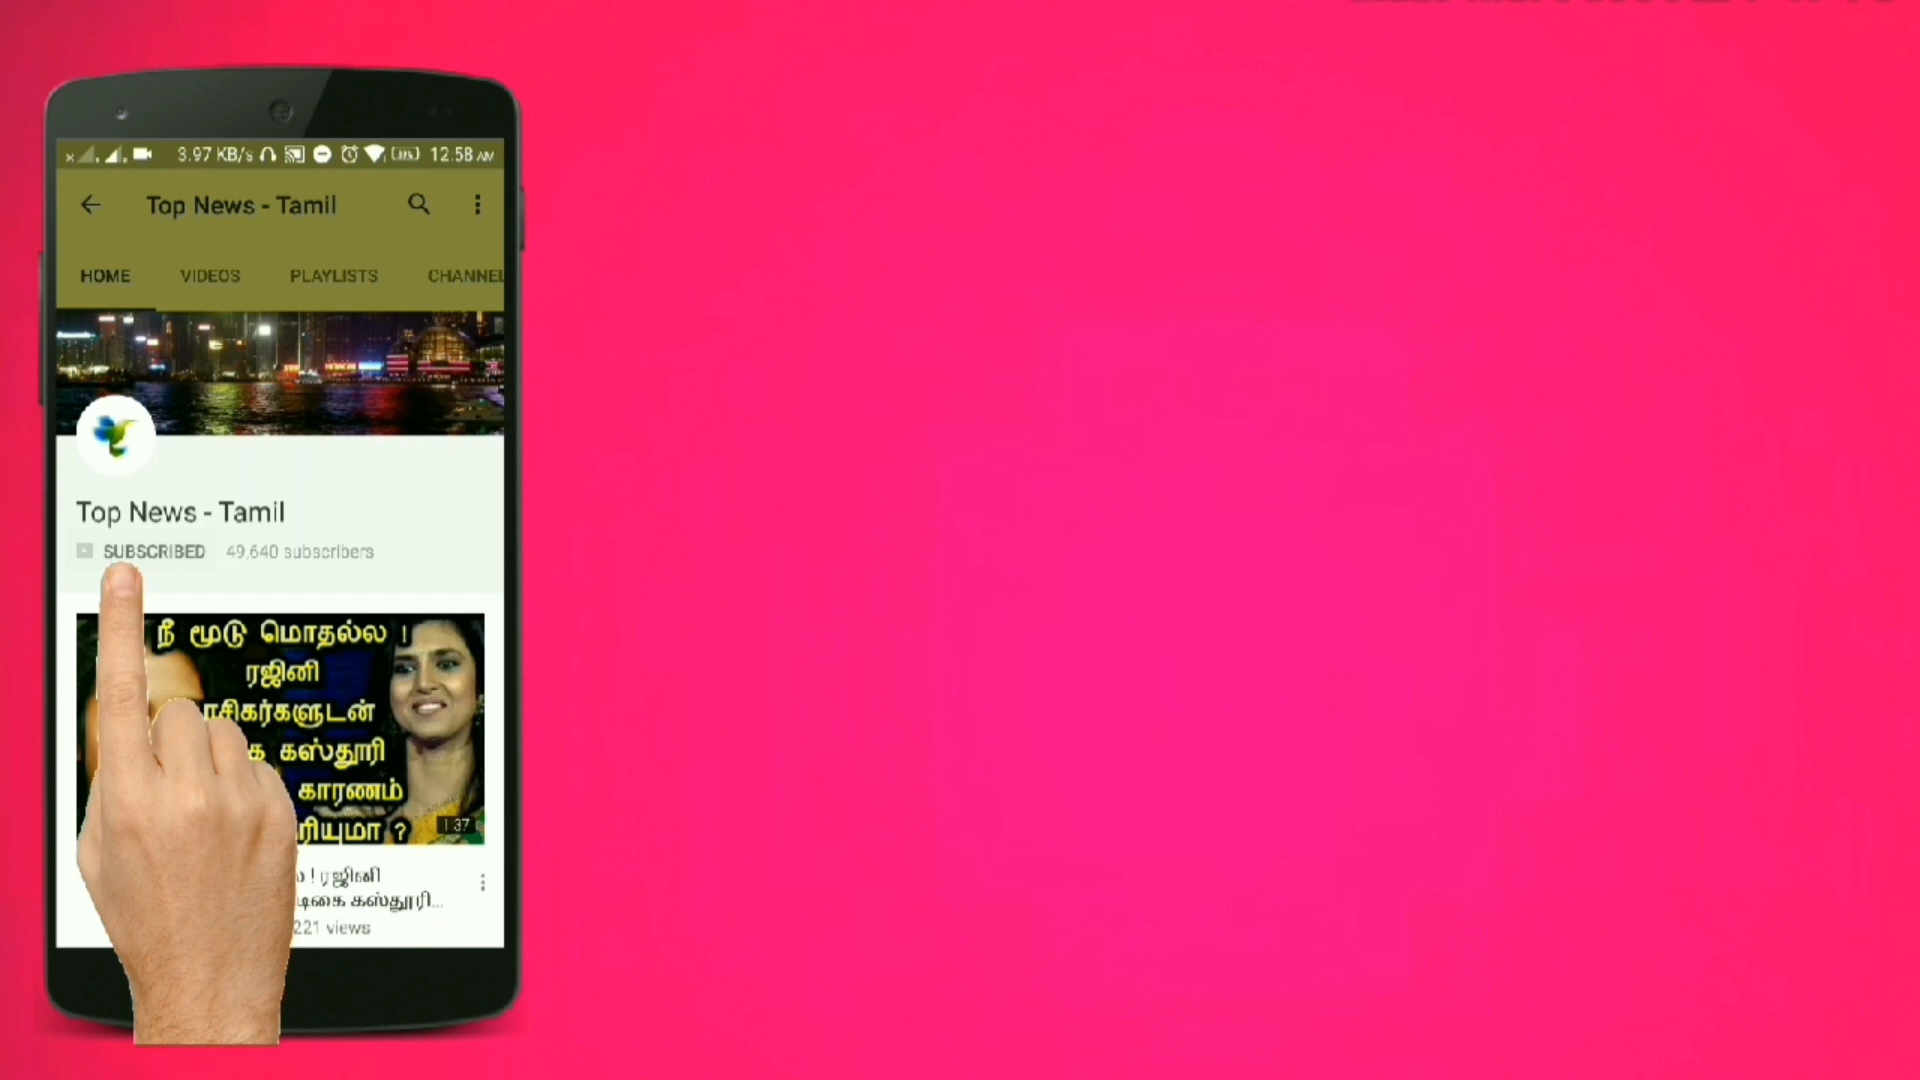 3.97 KB/s 12:58 AM
Top News - Tamil
HOME VIDEOS PLAYLISTS CHANNEL
Top News - Tamil
SUBSCRIBED 49,640 subscribers
நீ மூடு மொதல்ல !
ரஜினி
ரசிகர்களுடன்
கஸ்தூரி
காரணம்
?
1:37
! ரஜினி
கஸ்தூரி...
221 views